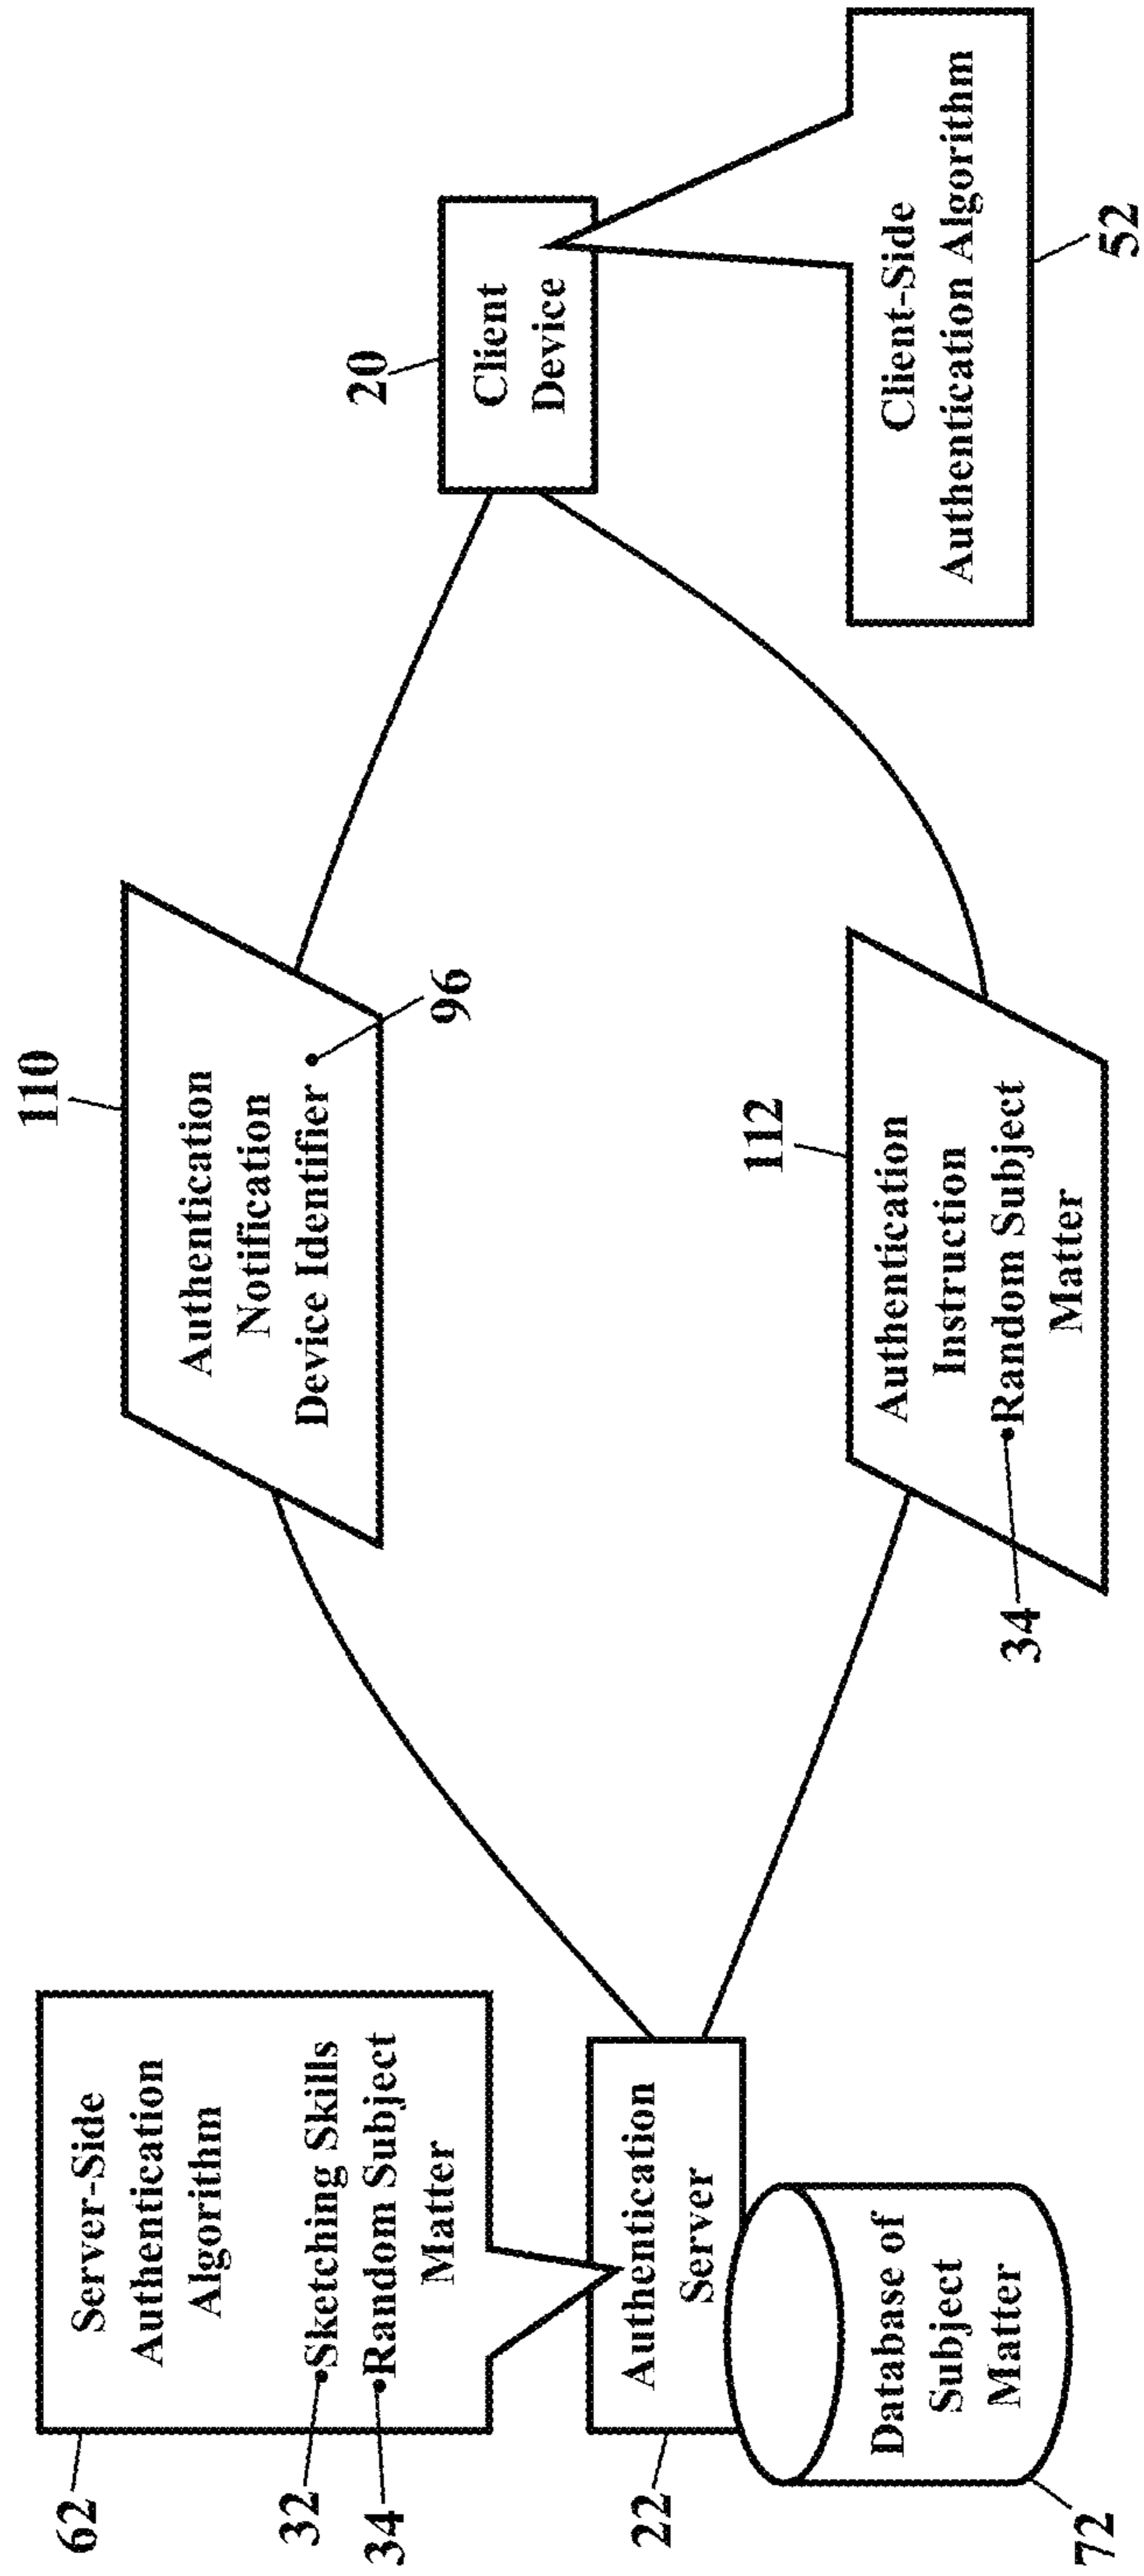 62
Server-Side
Authentication
Algorithm
32
Sketching Skills
34
Random Subject
Matter
22
Authentication
Server
72
Database of
Subject
Matter
110
Authentication
Notification
Device Identifier
96
112
Authentication
Instruction
34
Random Subject
Matter
20
Client
Device
Client-Side
Authentication Algorithm
52